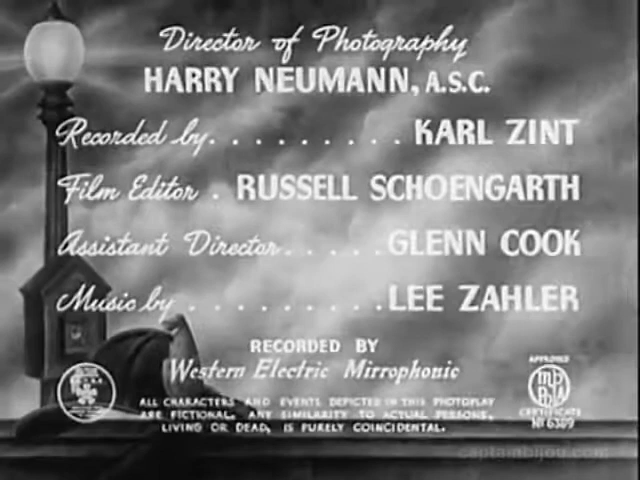 Director of Photography
HARRY NEUMANN, A.S.C.
Recorded by. . . . . . . . . KARL ZINT
Film Editor . RUSSELL SCHOENGARTH
Assistant Director. . . . . GLENN COOK
Music by . . . . . . . . . LEE ZAHLER
RECORDED BY
Western Electric Mirrophonic
ALL CHARACTERS AND EVENTS DEPICTED IN THIS PHOTOPLAY
ARE FICTIONAL. ANY SIMILARITY TO ACTUAL PERSONS,
LIVING OR DEAD, IS PURELY COINCIDENTAL.
APPROVED
MPPDA
CERTIFICATE
Nº 6309
captainbijou.com